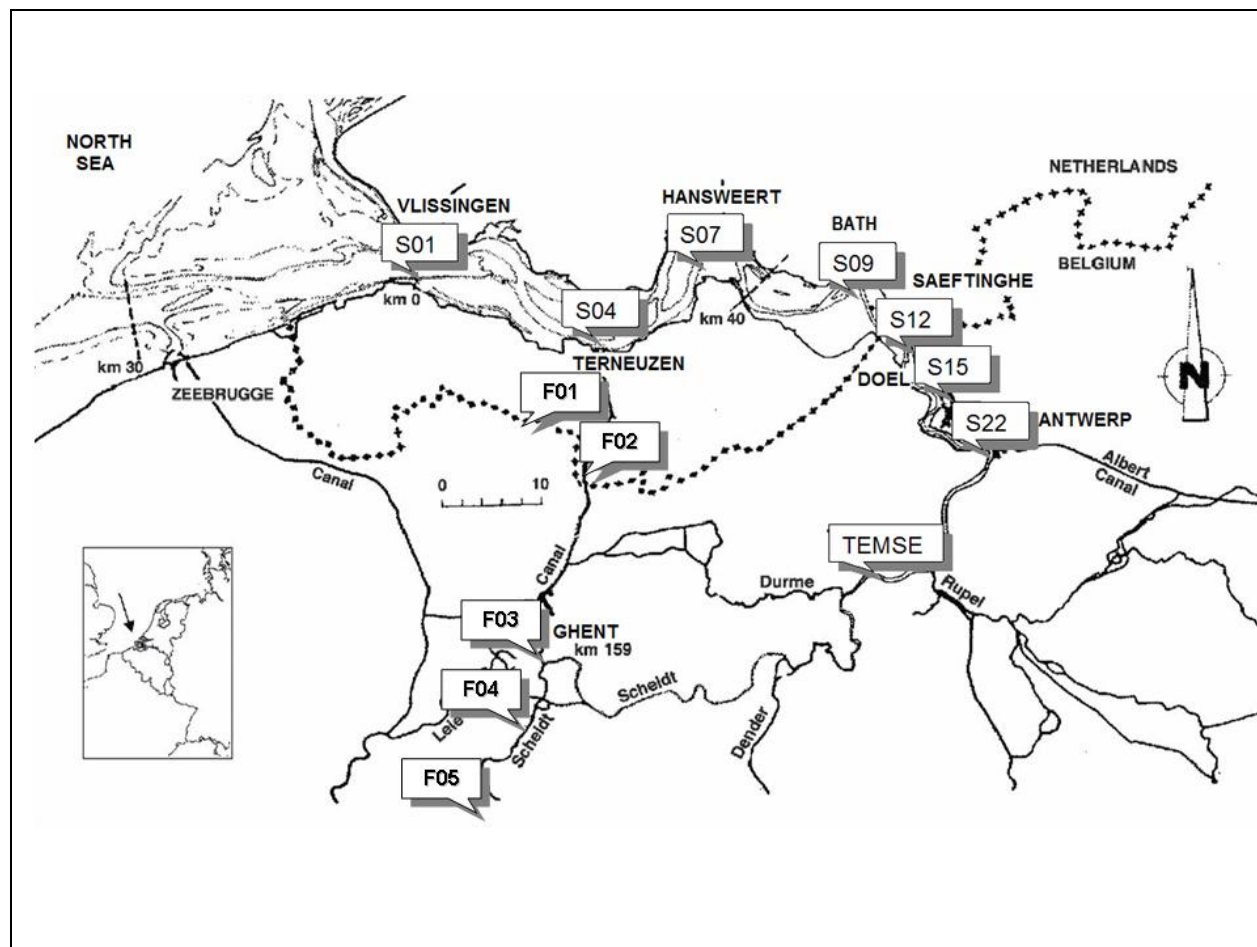 NORTH
SEA
VLISSINGEN
HANSWEERT
BATH
NETHERLANDS
BELGIUM
S01
S07
S09
SAEFTINGHE
km 0
S04
km 40
S12
km 30
ZEEBRUGGE
TERNEUZEN
DOEL
S15
N
F01
F02
S22
ANTWERP
Canal
0
10
Albert
Canal
Canal
TEMSE
Durme
Rupel
F03
GHENT
km 159
F04
Leie
Scheldt
Scheldt
Dender
F05